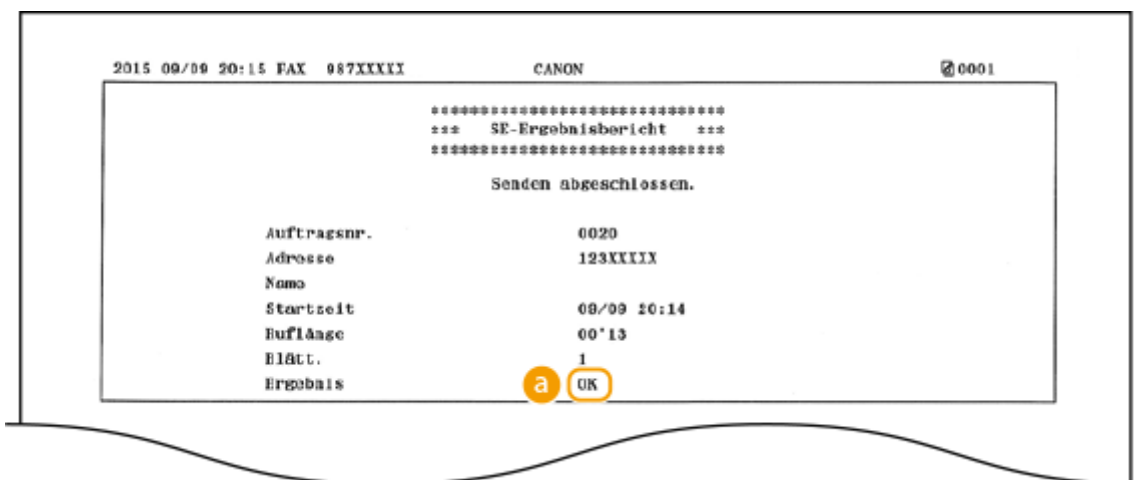 2015 09/09 20:15 FAX 987XXXXX CANON 0001
******************************
*** SE-Ergebnisbericht ***
******************************
Senden abgeschlossen.
Auftragsnr. 0020
Adresse 123XXXXX
Name
Startzeit 09/09 20:14
Ruflänge 00"13
Blätt. 1
Ergebnis a OK